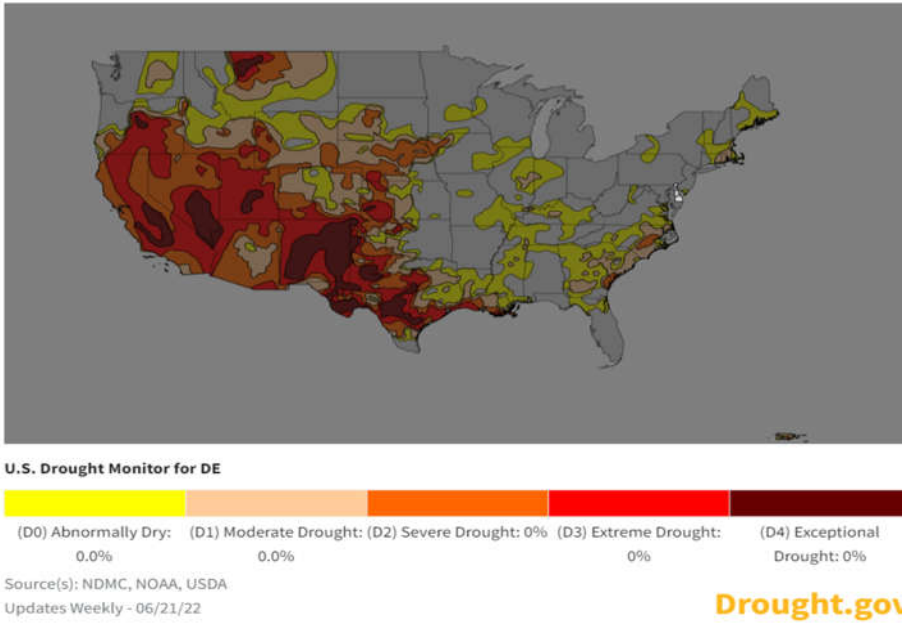 U.S. Drought Monitor for DE
(D0) Abnormally Dry:
0.0%
(D1) Moderate Drought:
0.0%
(D2) Severe Drought: 0%
(D3) Extreme Drought:
0%
(D4) Exceptional
Drought: 0%
Source(s): NDMC, NOAA, USDA
Updates Weekly - 06/21/22
Drought.gov